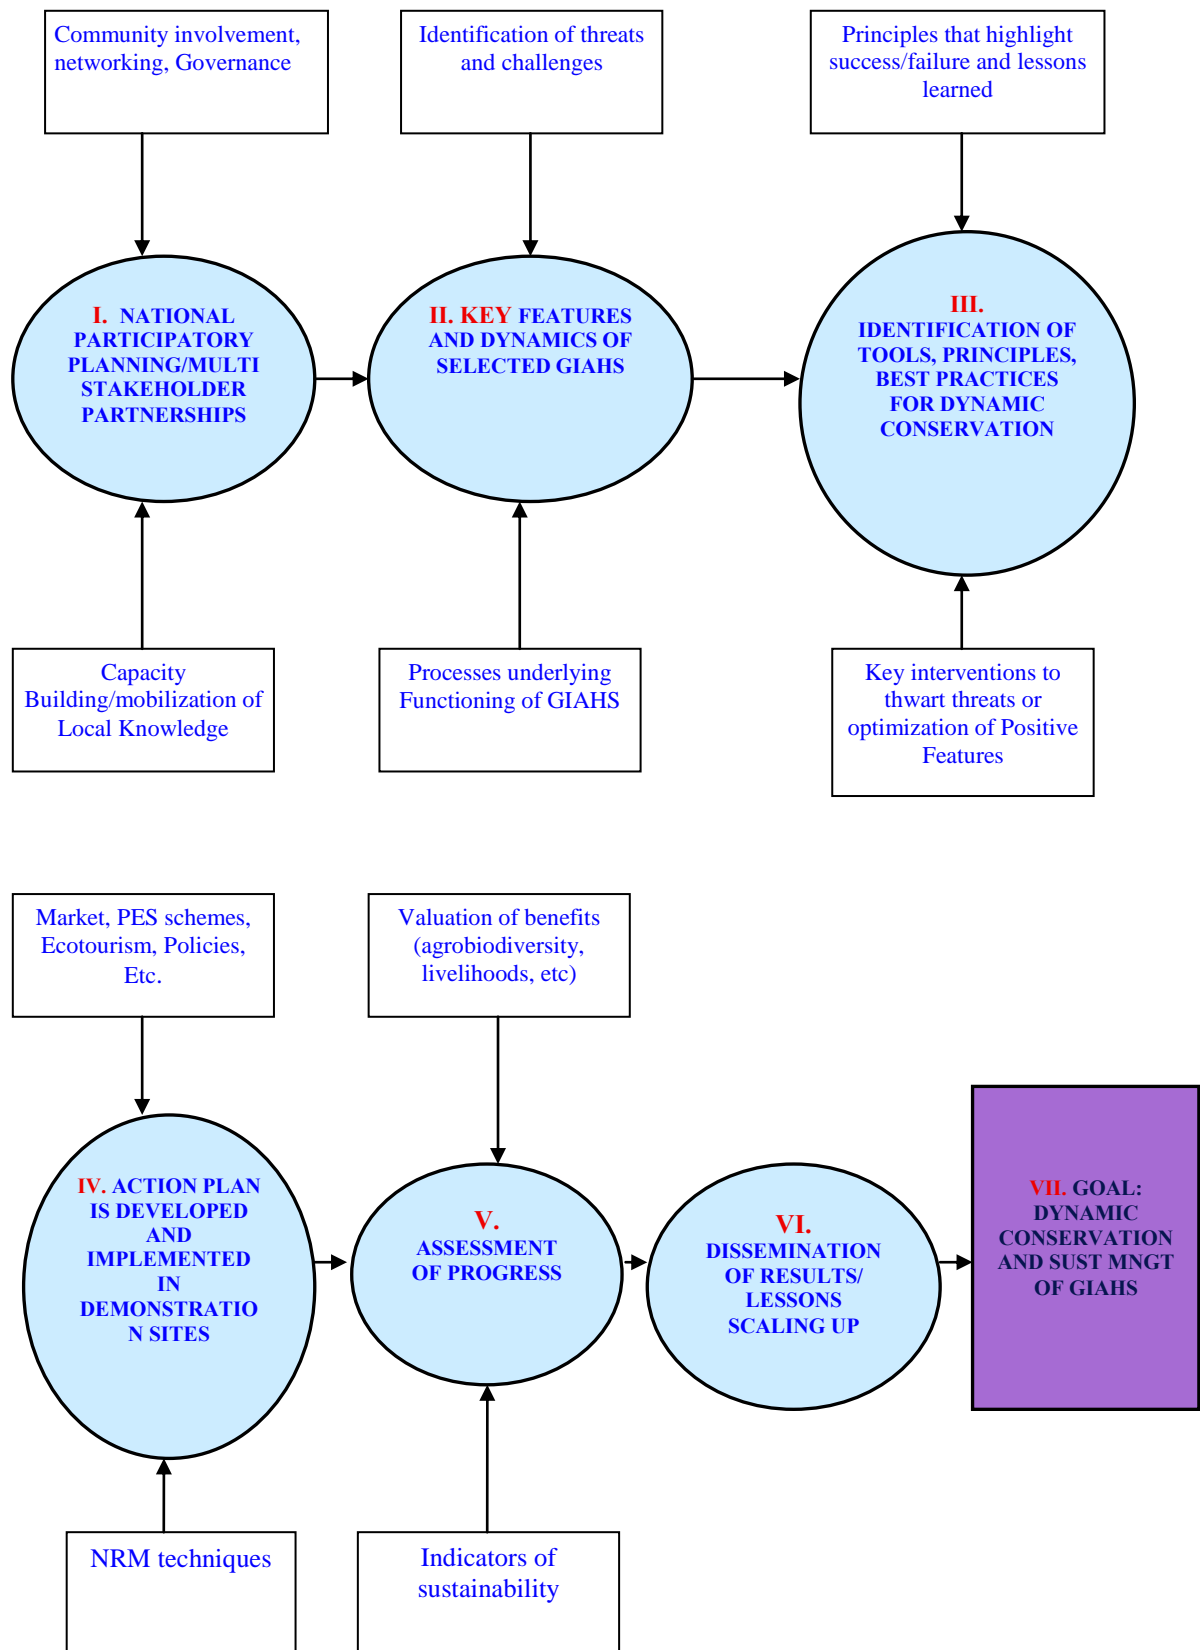 Community involvement,
networking, Governance
Identification of threats
and challenges
Principles that highlight
success/failure and lessons
learned
I. NATIONAL
PARTICIPATORY
PLANNING/MULTI
STAKEHOLDER
PARTNERSHIPS
II. KEY FEATURES
AND DYNAMICS OF
SELECTED GIAHS
III.
IDENTIFICATION OF
TOOLS, PRINCIPLES,
BEST PRACTICES
FOR DYNAMIC
CONSERVATION
Capacity
Building/mobilization of
Local Knowledge
Processes underlying
Functioning of GIAHS
Key interventions to
thwart threats or
optimization of Positive
Features
Market, PES schemes,
Ecotourism, Policies,
Etc.
Valuation of benefits
(agrobiodiversity,
livelihoods, etc)
IV. ACTION PLAN
IS DEVELOPED
AND
IMPLEMENTED
IN
DEMONSTRATIO
N SITES
V.
ASSESSMENT
OF PROGRESS
VI.
DISSEMINATION
OF RESULTS/
LESSONS
SCALING UP
VII. GOAL:
DYNAMIC
CONSERVATION
AND SUST MNGT
OF GIAHS
NRM techniques
Indicators of
sustainability